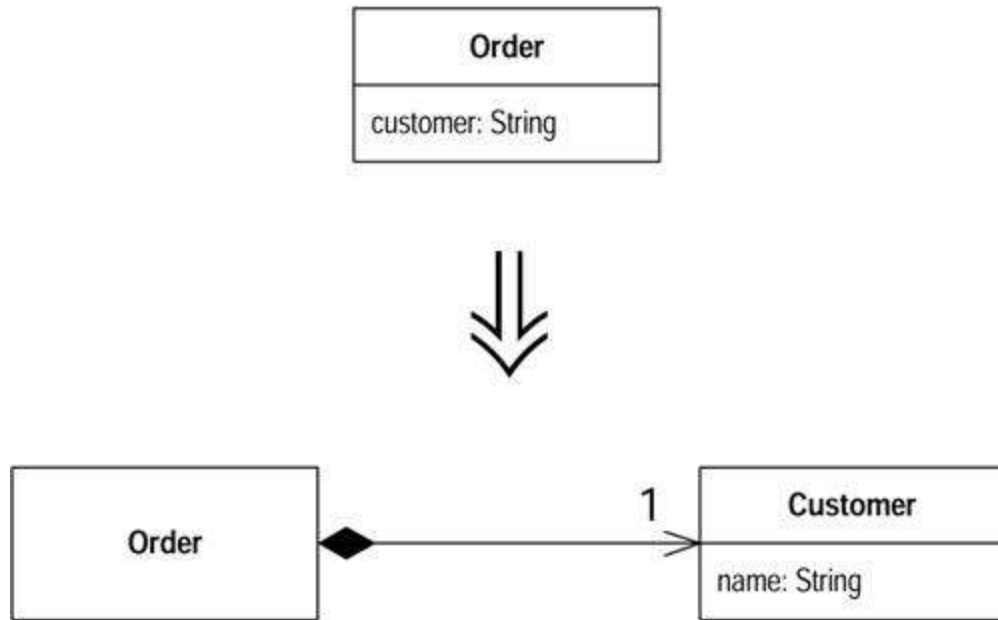 Order
customer: String
1
Customer
Order
name: String